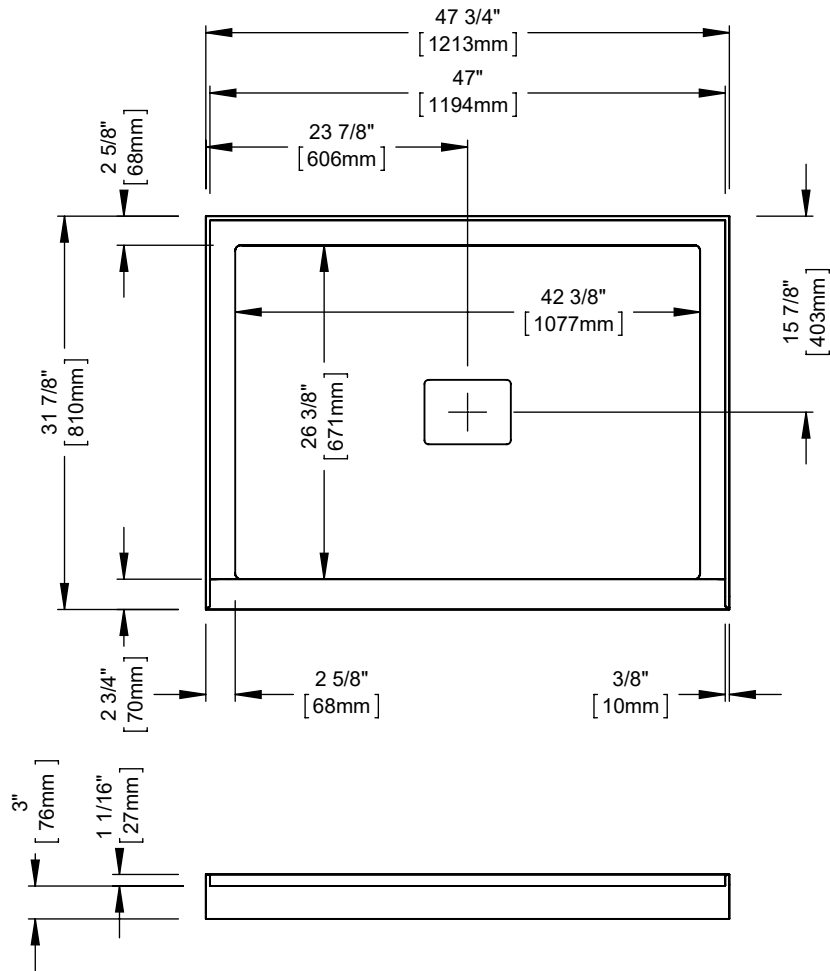 47 3/4"
[1213mm]
47"
[1194mm]
23 7/8"
[606mm]
2 5/8"
[68mm]
42 3/8"
[1077mm]
15 7/8"
[403mm]
31 7/8"
[810mm]
26 3/8"
[671mm]
2 3/4"
[70mm]
2 5/8"
[68mm]
3/8"
[10mm]
3"
[76mm]
1 1/16"
[27mm]